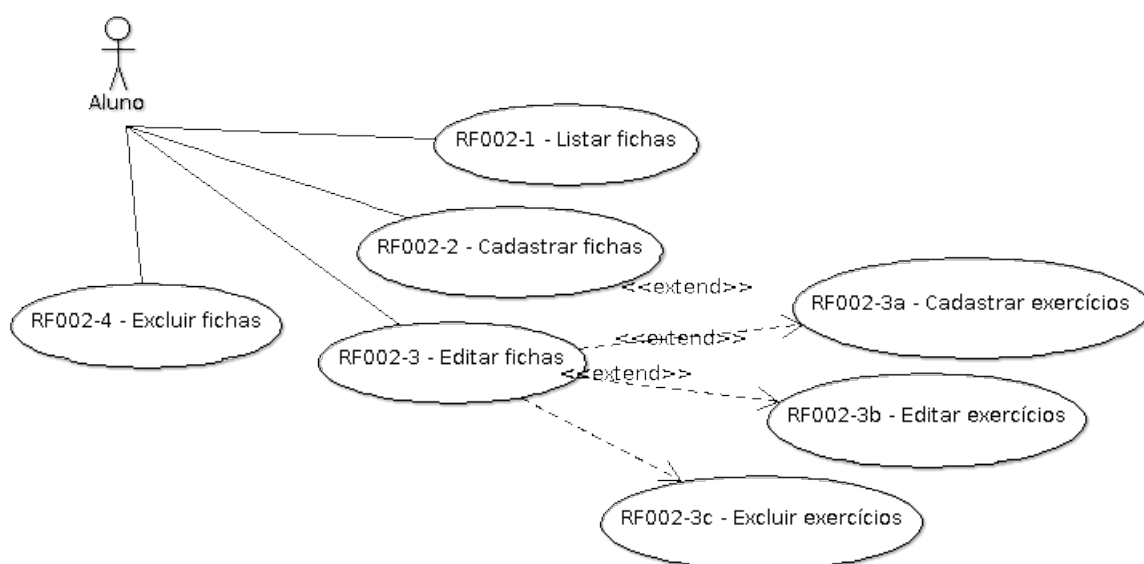 Aluno
RF002-1 - Listar fichas
RF002-2 - Cadastrar fichas
<<extend>>
RF002-3a - Cadastrar exercícios
RF002-4 - Excluir fichas
<<extend>>
RF002-3 - Editar fichas
<<extend>>
RF002-3b - Editar exercícios
RF002-3c - Excluir exercícios